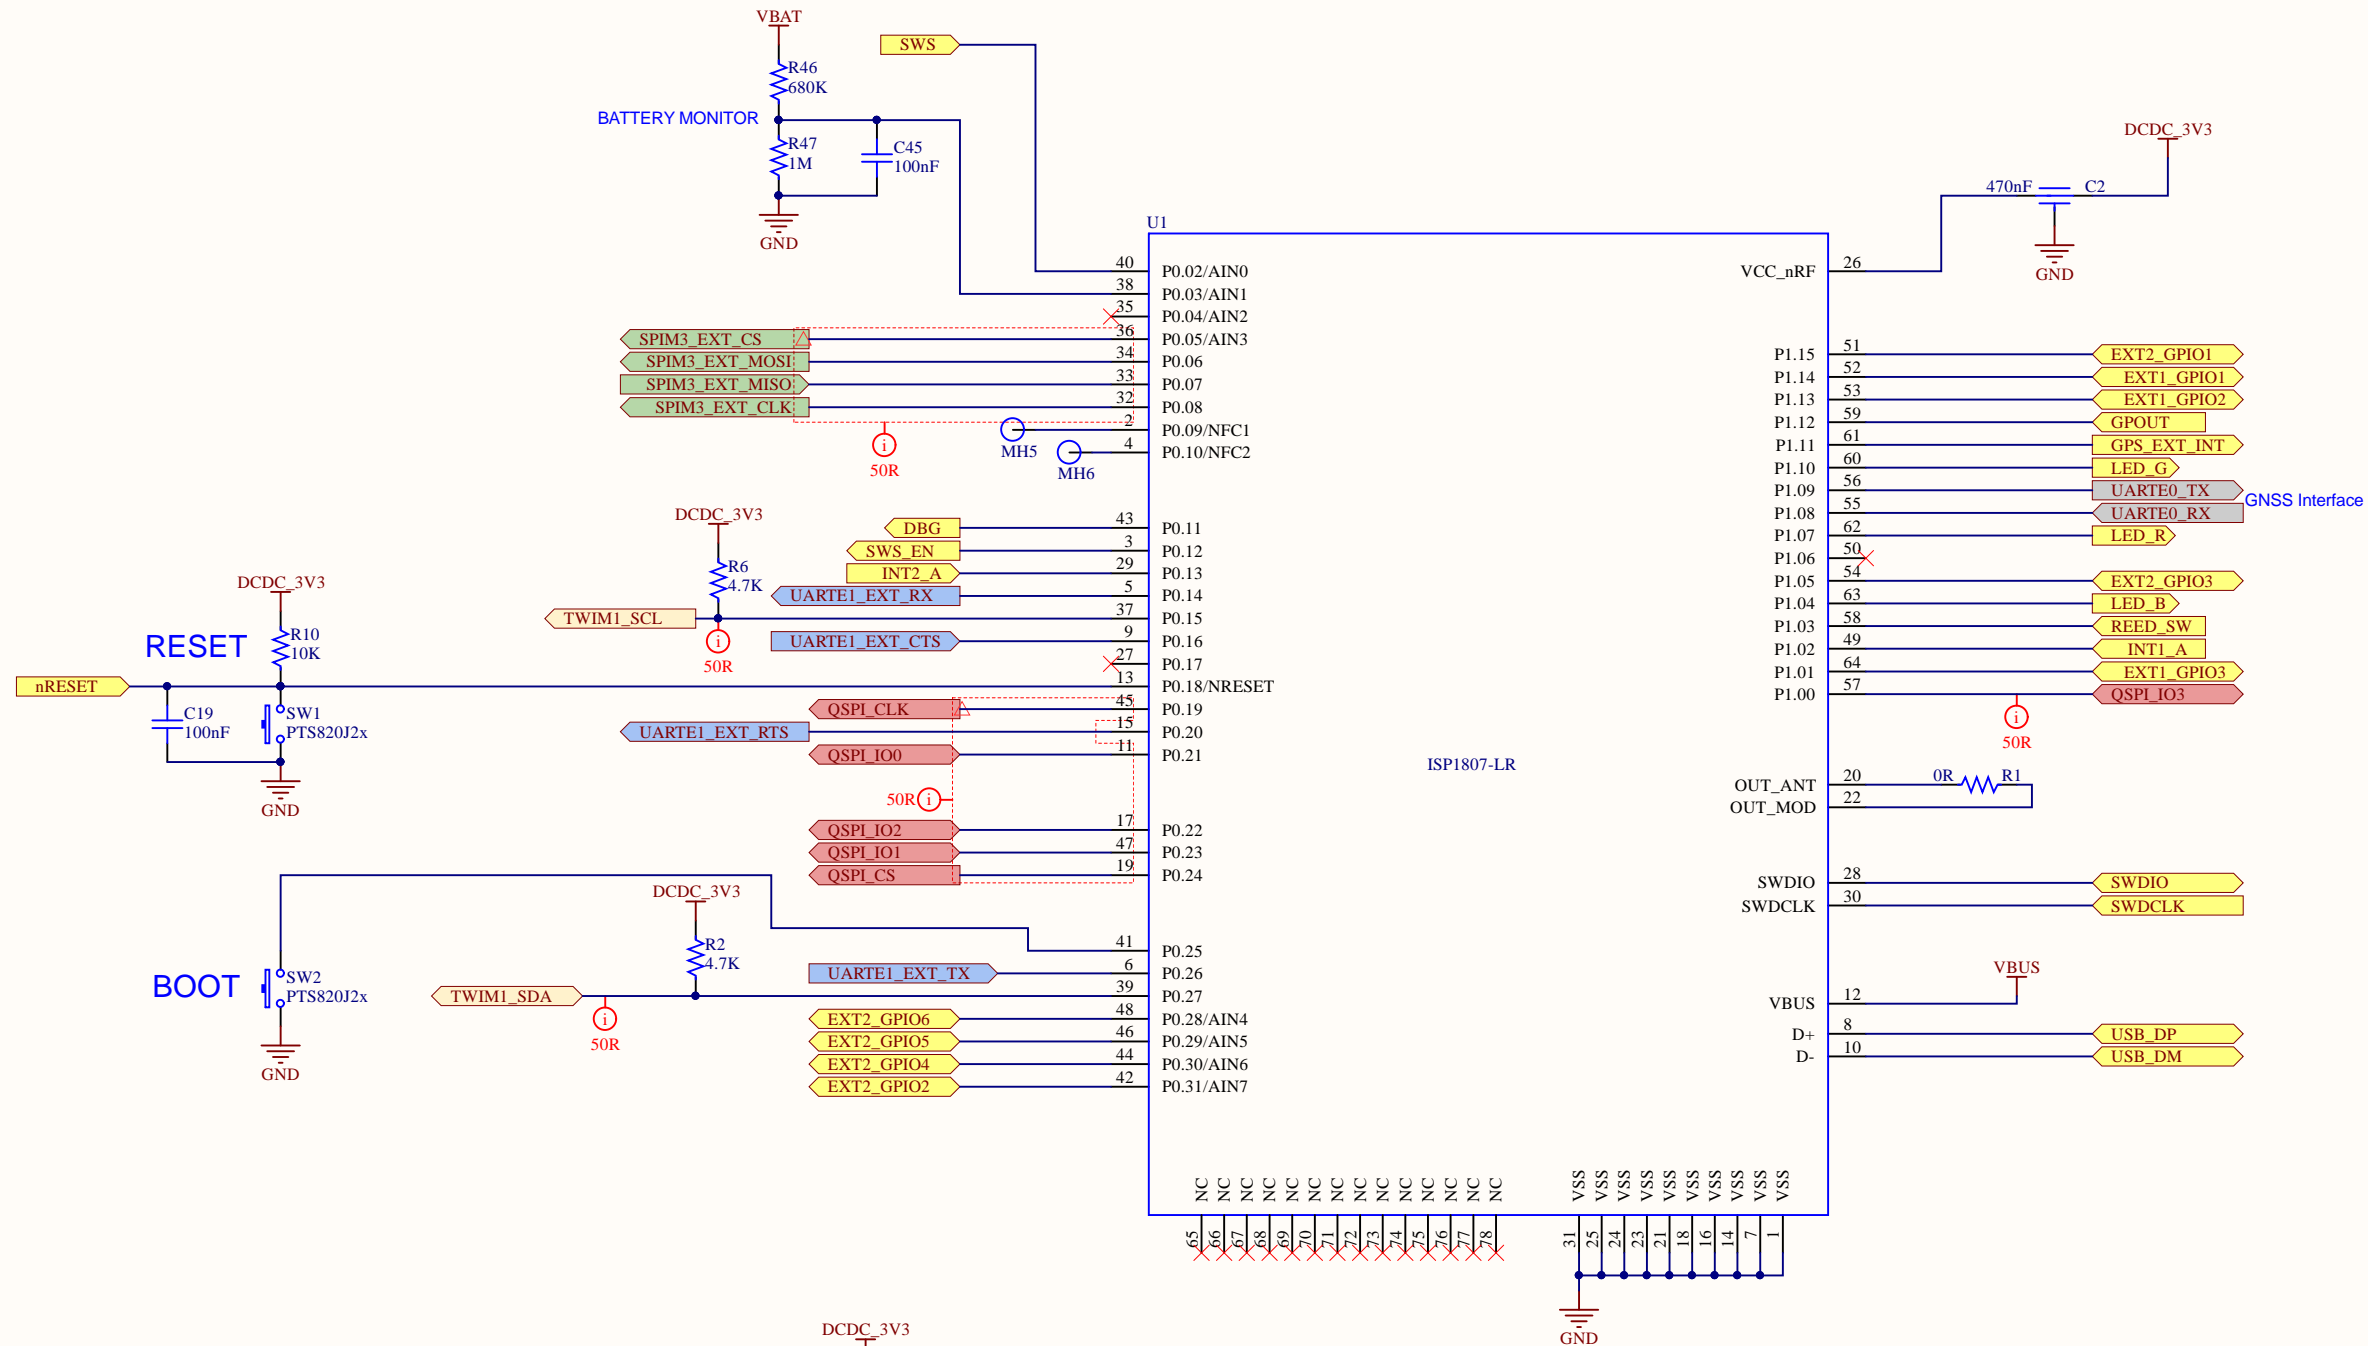 VBAT
SWS
R46
680K
BATTERY MONITOR
R47
1M
C45
100nF
GND
DCDC_3V3
470nF
C2
GND
U1
ISP1807-LR
40 P0.02/AIN0
38 P0.03/AIN1
35 P0.04/AIN2
SPIM3_EXT_CS 36 P0.05/AIN3
SPIM3_EXT_MOSI 34 P0.06
SPIM3_EXT_MISO 33 P0.07
SPIM3_EXT_CLK 32 P0.08
2 P0.09/NFC1
4 P0.10/NFC2
i
50R
MH5
MH6
DCDC_3V3
R6
4.7K
DBG 43 P0.11
SWS_EN 3 P0.12
INT2_A 29 P0.13
UARTE1_EXT_RX 5 P0.14
TWIM1_SCL 37 P0.15
i
50R
UARTE1_EXT_CTS 9 P0.16
27 P0.17
DCDC_3V3
RESET
R10
10K
nRESET 13 P0.18/NRESET
C19
100nF
SW1
PTS820J2x
GND
QSPI_CLK 45 P0.19
UARTE1_EXT_RTS 15 P0.20
QSPI_IO0 11 P0.21
50R i
QSPI_IO2 17 P0.22
QSPI_IO1 47 P0.23
QSPI_CS 19 P0.24
DCDC_3V3
R2
4.7K
BOOT
SW2
PTS820J2x
GND
41 P0.25
UARTE1_EXT_TX 6 P0.26
TWIM1_SDA 39 P0.27
i
50R
EXT2_GPIO6 48 P0.28/AIN4
EXT2_GPIO5 46 P0.29/AIN5
EXT2_GPIO4 44 P0.30/AIN6
EXT2_GPIO2 42 P0.31/AIN7
VCC_nRF 26
P1.15 51 EXT2_GPIO1
P1.14 52 EXT1_GPIO1
P1.13 53 EXT1_GPIO2
P1.12 59 GPOUT
P1.11 61 GPS_EXT_INT
P1.10 60 LED_G
P1.09 56 UARTE0_TX
GNSS Interface
P1.08 55 UARTE0_RX
P1.07 62 LED_R
P1.06 50
P1.05 54 EXT2_GPIO3
P1.04 63 LED_B
P1.03 58 REED_SW
P1.02 49 INT1_A
P1.01 64 EXT1_GPIO3
P1.00 57 QSPI_IO3
i
50R
OUT_ANT 20 0R R1
OUT_MOD 22
SWDIO 28 SWDIO
SWDCLK 30 SWDCLK
VBUS
VBUS 12
D+ 8 USB_DP
D- 10 USB_DM
NC NC NC NC NC NC NC NC NC NC NC NC NC NC
65 66 67 68 69 70 71 72 73 74 75 76 77 78
VSS VSS VSS VSS VSS VSS VSS VSS VSS VSS
31 25 24 23 21 18 16 14 7 1
GND
DCDC_3V3